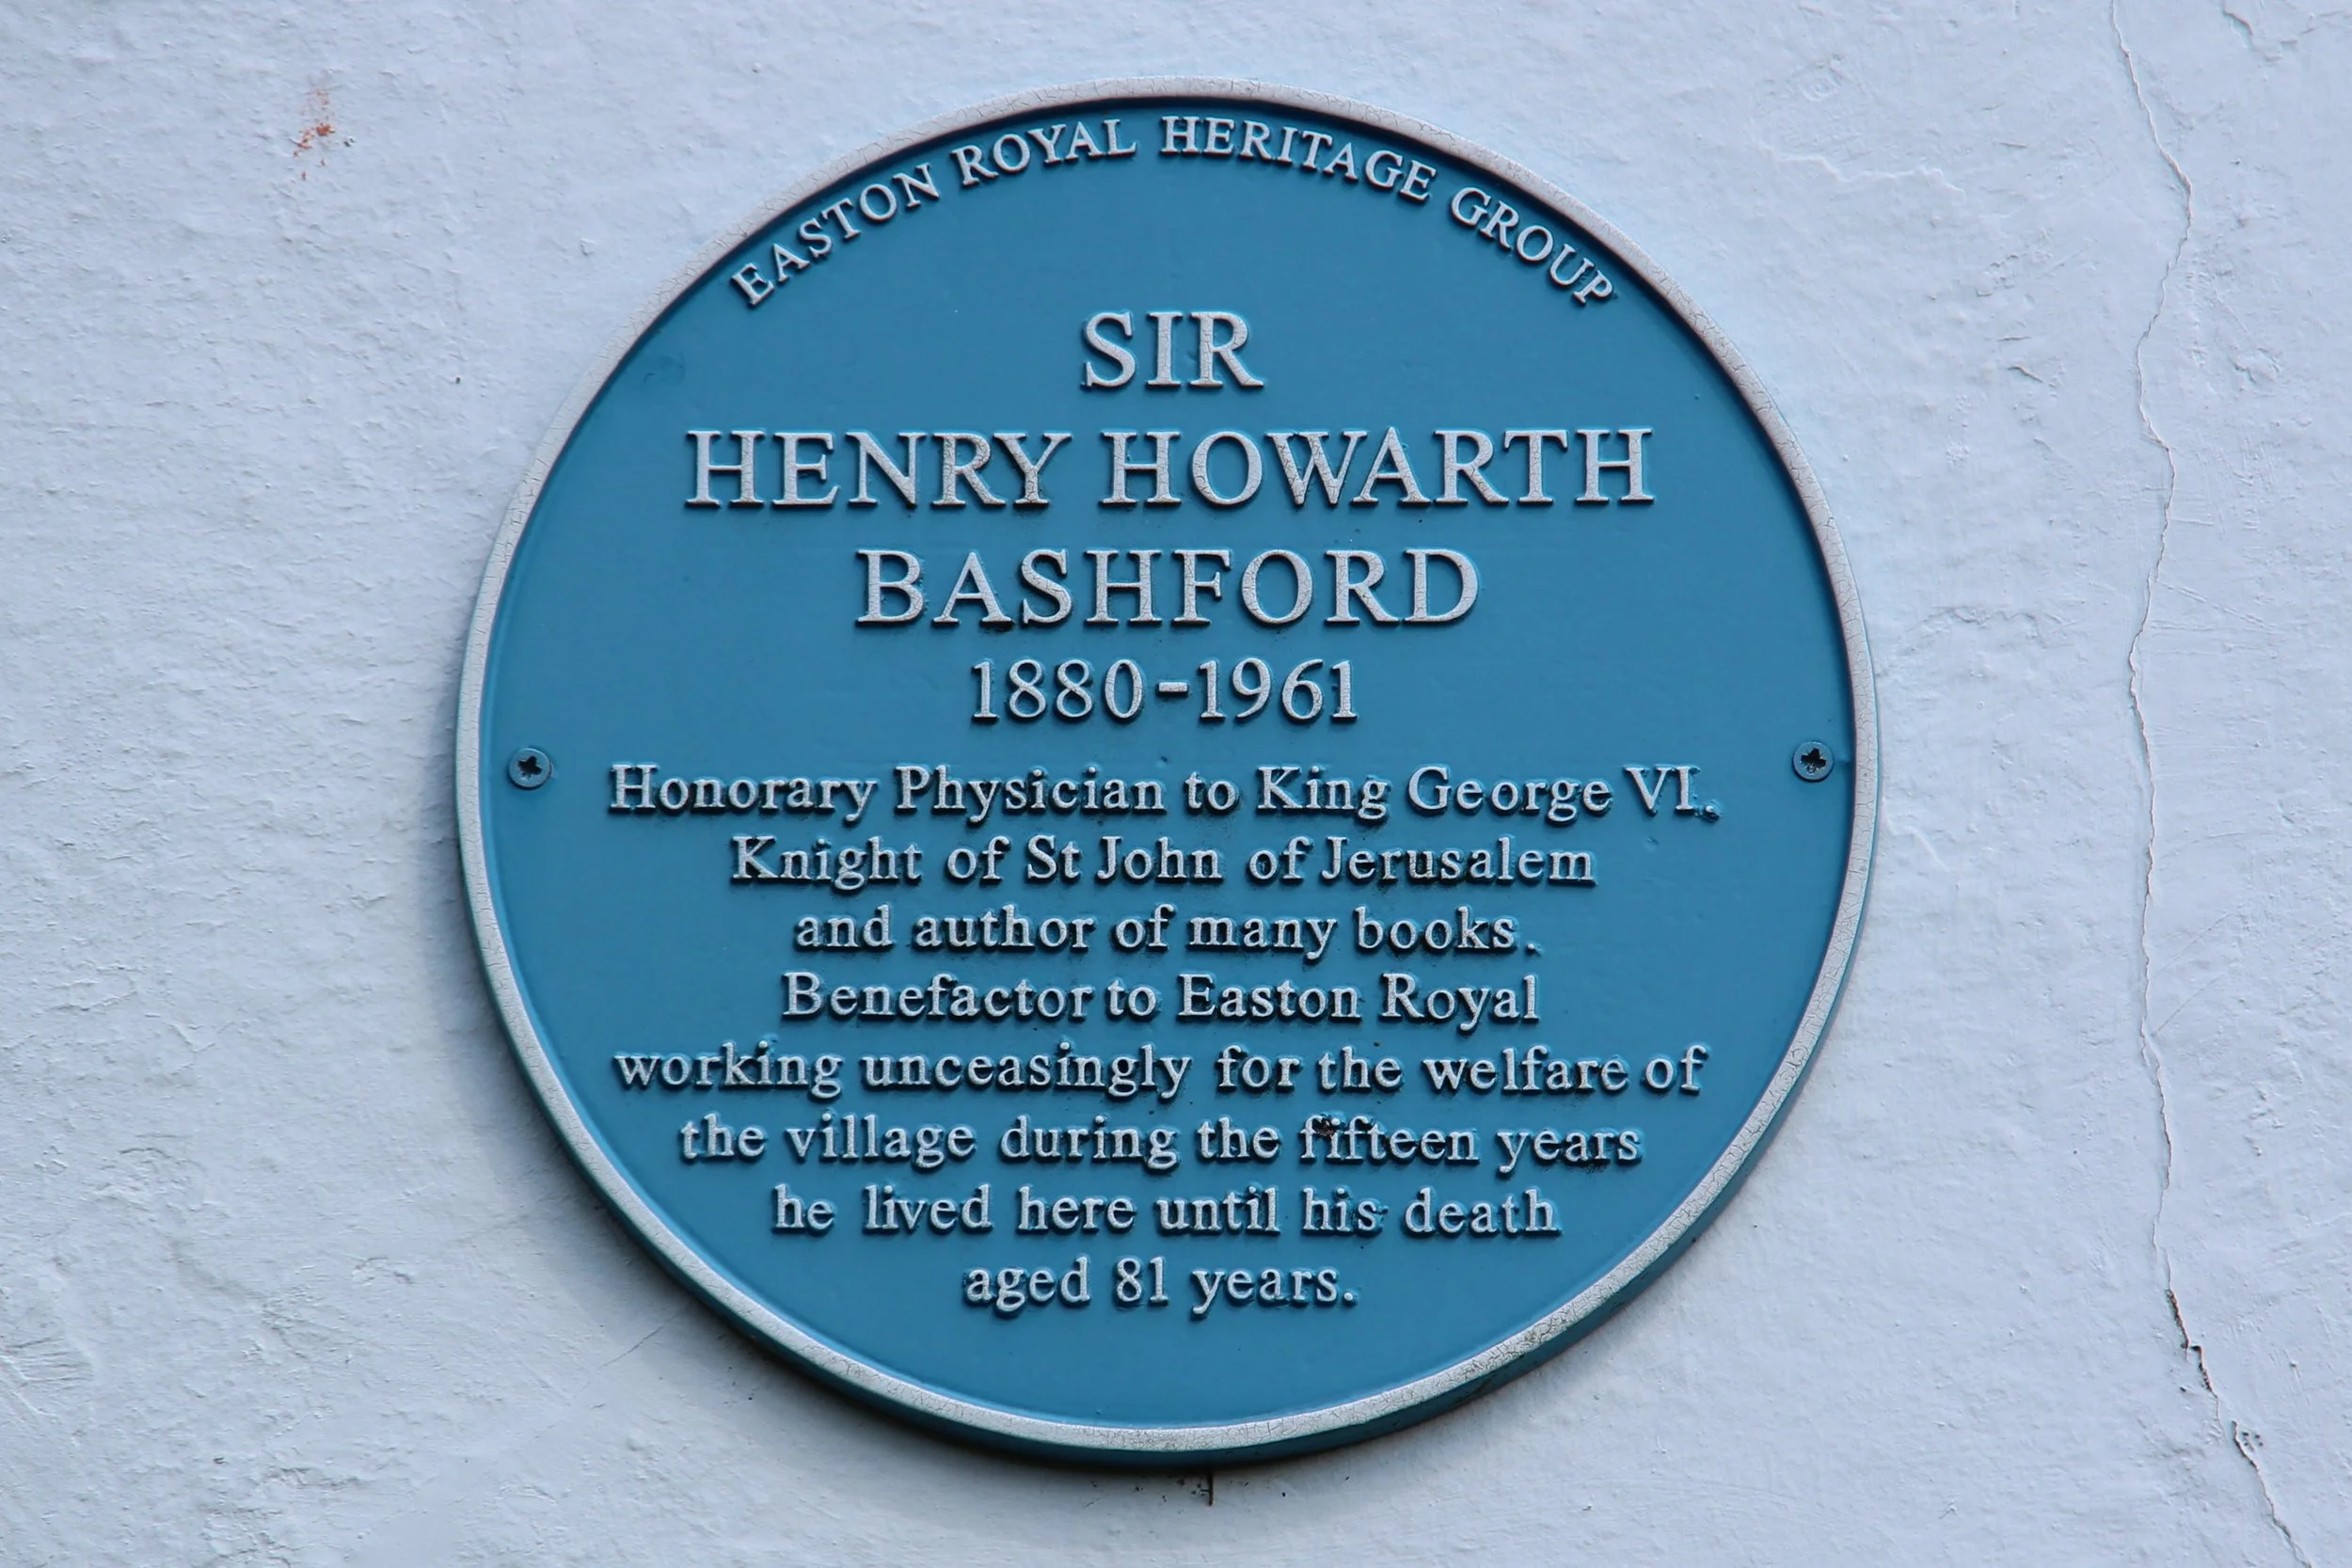 EASTON ROYAL HERITAGE GROUP
SIR
HENRY HOWARTH
BASHFORD
1880-1961
Honorary Physician to King George VI,
Knight of St John of Jerusalem
and author of many books.
Benefactor to Easton Royal
working unceasingly for the welfare of
the village during the fifteen years
he lived here until his death
aged 81 years.